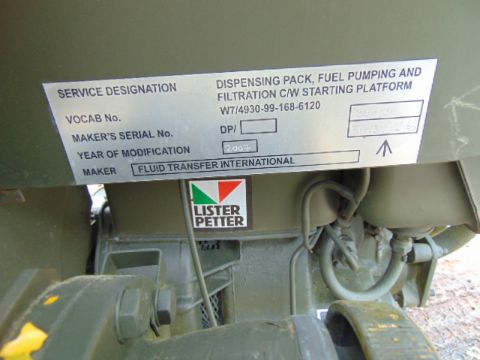 SERVICE DESIGNATION DISPENSING PACK, FUEL PUMPING AND
FILTRATION C/W STARTING PLATFORM
VOCAB No. W7/4930-99-168-6120
MAKER'S SERIAL No. DP/
YEAR OF MODIFICATION 2007
MAKER FLUID TRANSFER INTERNATIONAL
LISTER
PETTER